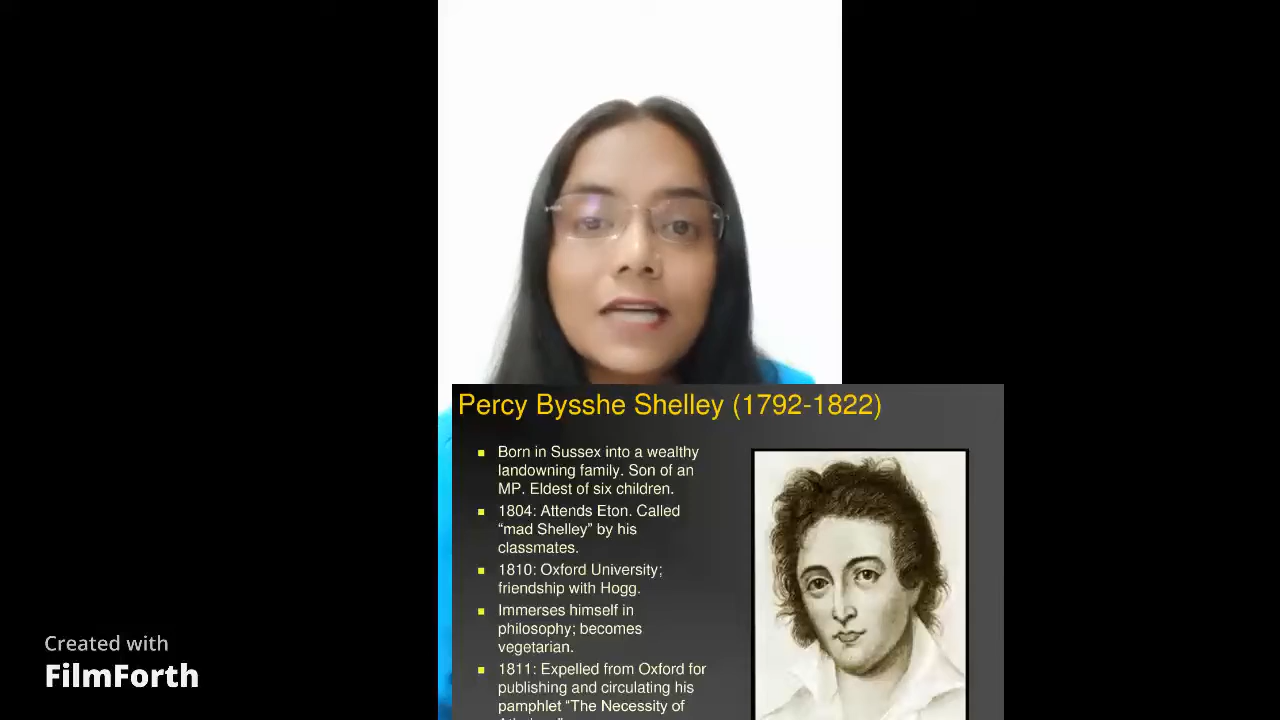 Percy Bysshe Shelley (1792-1822)
Born in Sussex into a wealthy
landowning family. Son of an
MP. Eldest of six children.
1804: Attends Eton. Called
“mad Shelley” by his
classmates.
1810: Oxford University;
friendship with Hogg.
Immerses himself in
philosophy; becomes
vegetarian.
1811: Expelled from Oxford for
publishing and circulating his
pamphlet “The Necessity of
Created with
FilmForth